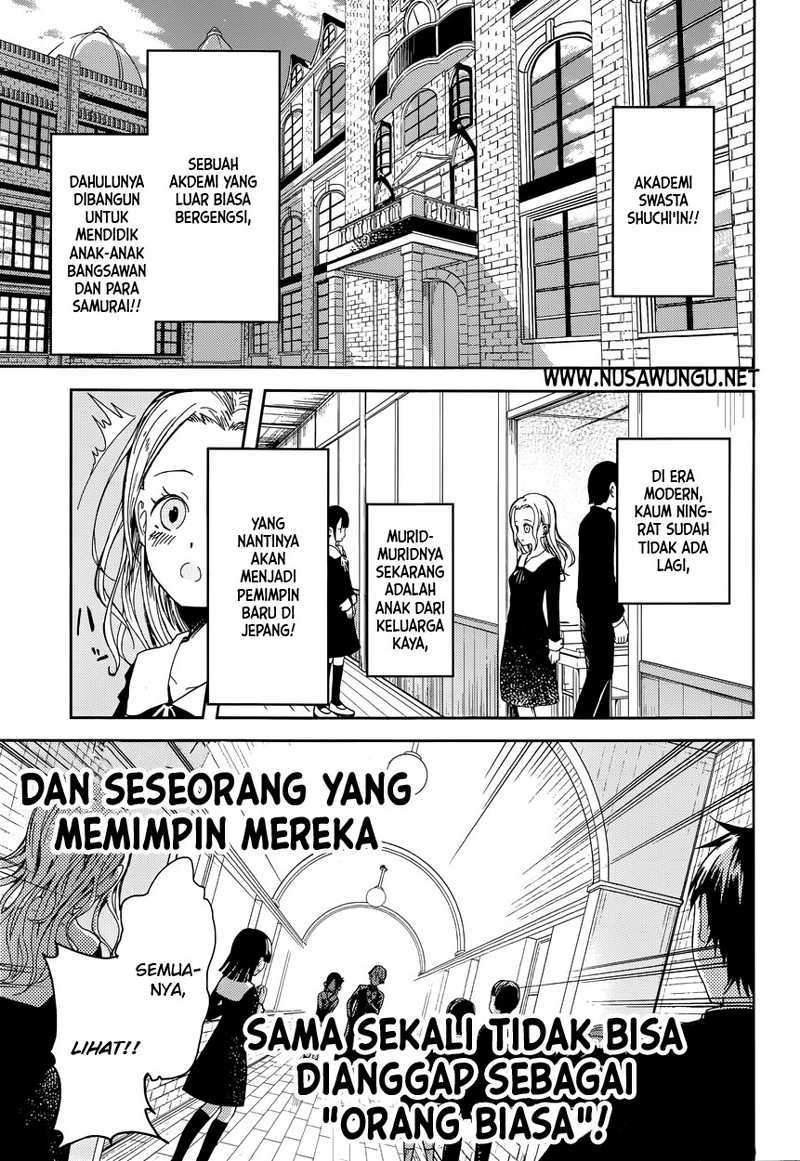 AKADEMI
SWASTA
SHUCHI'IN!!
SEBUAH
AKDEMI YANG
LUAR BIASA
BERGENGSI,
DAHULUNYA
DIBANGUN
UNTUK
MENDIDIK
ANAK-ANAK
BANGSAWAN
DAN PARA
SAMURAI!!
WWW.NUSAWUNGU.NET
DI ERA
MODERN,
KAUM NING-
RAT SUDAH
TIDAK ADA
LAGI,
MURID-
MURIDNYA
SEKARANG
ADALAH
ANAK DARI
KELUARGA
KAYA,
YANG
NANTINYA
AKAN
MENJADI
PEMIMPIN
BARU DI
JEPANG!
DAN SESEORANG YANG
MEMIMPIN MEREKA
SEMUA-
NYA,
LIHAT!!
SAMA SEKALI TIDAK BISA
DIANGGAP SEBAGAI
"ORANG BIASA"!